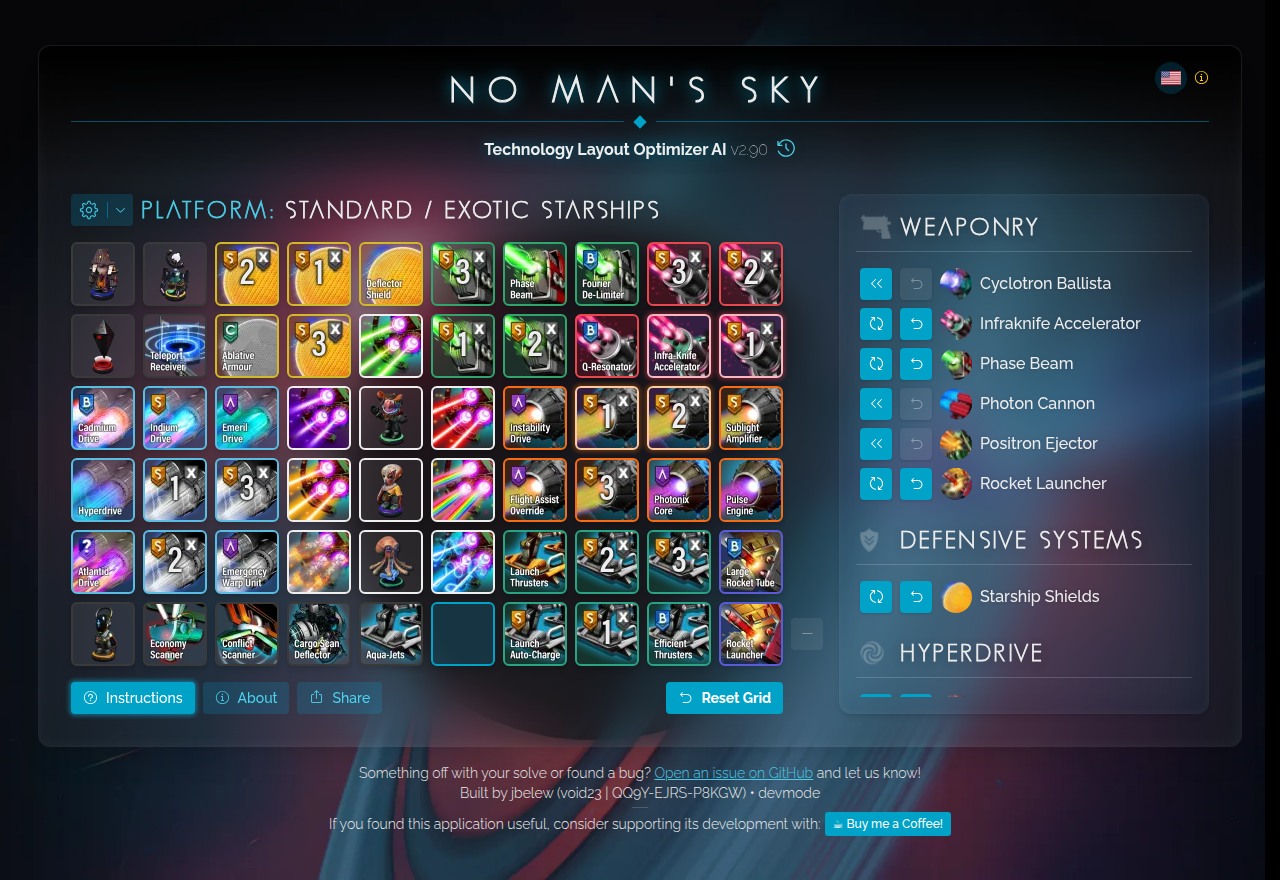 NO MAN'S SKY
Technology Layout Optimizer AI v2.90
PLATFORM: STANDARD / EXOTIC STARSHIPS
S 2 X
S 1 X
Deflector Shield
S 3 X
Phase Beam
B Fourier De-Limiter
S 3 X
S 2 X
Teleport Receiver
C Ablative Armour
S 3 X
S 1 X
S 2 X
B Q-Resonator
Infra-Knife Accelerator
S 1 X
B Cadmium Drive
S Indium Drive
Λ Emeril Drive
Λ Instability Drive
S 1 X
S 2 X
S Sublight Amplifier
Hyperdrive
S 1 X
S 3 X
Λ Flight Assist Override
S 3 X
Λ Photonix Core
Pulse Engine
? Atlantid Drive
S 2 X
Λ Emergency Warp Unit
Launch Thrusters
S 2 X
S 3 X
B Large Rocket Tube
Economy Scanner
Conflict Scanner
Cargo Scan Deflector
Aqua-Jets
S Launch Auto-Charge
S 1 X
B Efficient Thrusters
Rocket Launcher
Instructions
About
Share
Reset Grid
WEAPONRY
Cyclotron Ballista
Infraknife Accelerator
Phase Beam
Photon Cannon
Positron Ejector
Rocket Launcher
DEFENSIVE SYSTEMS
Starship Shields
HYPERDRIVE
Something off with your solve or found a bug? Open an issue on GitHub and let us know!
Built by jbelew (void23 | QQ9Y-EJRS-P8KGW) • devmode
If you found this application useful, consider supporting its development with: Buy me a Coffee!